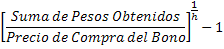 [Suma de Pesos Obtenidos / Precio de Compra del Bono]^(1/h) − 1